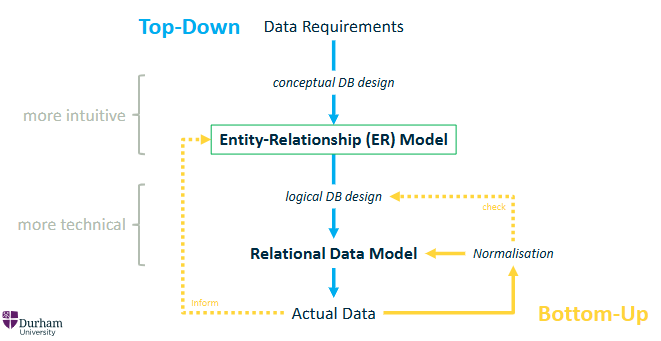 Top-Down
Data Requirements
conceptual DB design
more intuitive
Entity-Relationship (ER) Model
logical DB design
check
more technical
Relational Data Model
Normalisation
Inform
Actual Data
Bottom-Up
Durham
University